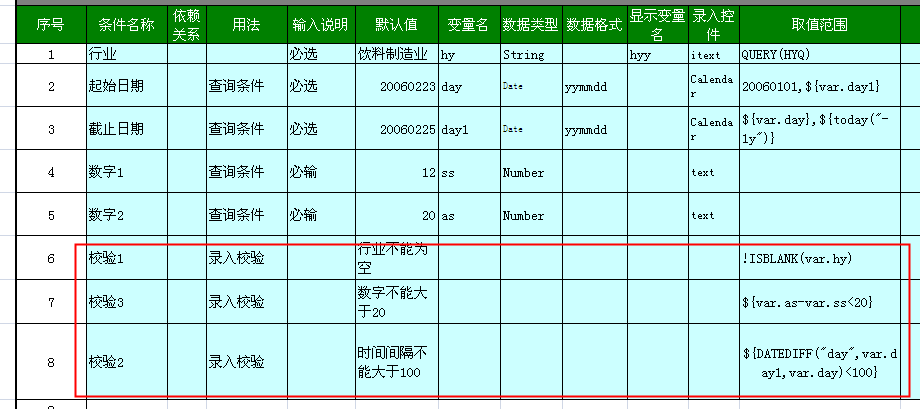 序号 条件名称 依赖关系 用法 输入说明 默认值 变量名 数据类型 数据格式 显示变量名 录入控件 取值范围
1 行业 必选 饮料制造业 hy String hyy itext QUERY(HYQ)
2 起始日期 查询条件 必选 20060223 day Date yymmdd Calendar 20060101,${var.day1}
3 截止日期 查询条件 必选 20060225 day1 Date yymmdd Calendar ${var.day},${today("-1y")}
4 数字1 查询条件 必输 12 ss Number text
5 数字2 查询条件 必输 20 as Number text
6 校验1 录入校验 行业不能为空 !ISBLANK(var.hy)
7 校验3 录入校验 数字不能大于20 ${var.as-var.ss<20}
8 校验2 录入校验 时间间隔不能大于100 ${DATEDIFF("day",var.day1,var.day)<100}